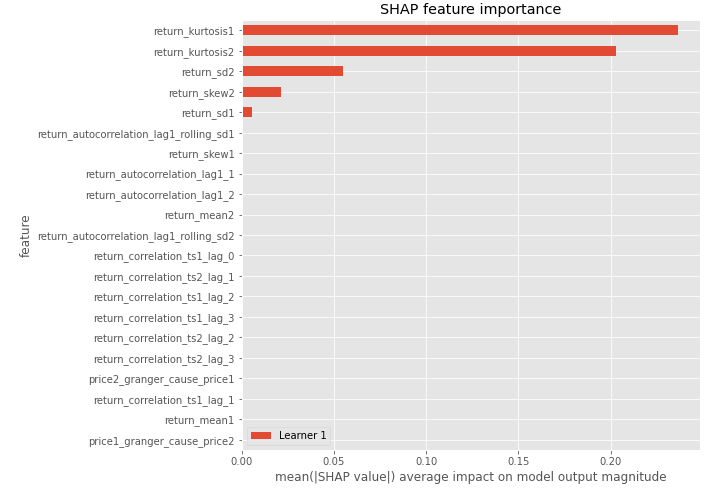 SHAP feature importance
return_kurtosis1
return_kurtosis2
return_sd2
return_skew2
return_sd1
return_autocorrelation_lag1_rolling_sd1
return_skew1
return_autocorrelation_lag1_1
return_autocorrelation_lag1_2
return_mean2
return_autocorrelation_lag1_rolling_sd2
return_correlation_ts1_lag_0
return_correlation_ts2_lag_1
return_correlation_ts1_lag_2
return_correlation_ts1_lag_3
return_correlation_ts2_lag_2
return_correlation_ts2_lag_3
price2_granger_cause_price1
return_correlation_ts1_lag_1
return_mean1
price1_granger_cause_price2
feature
Learner 1
0.00 0.05 0.10 0.15 0.20
mean(|SHAP value|) average impact on model output magnitude